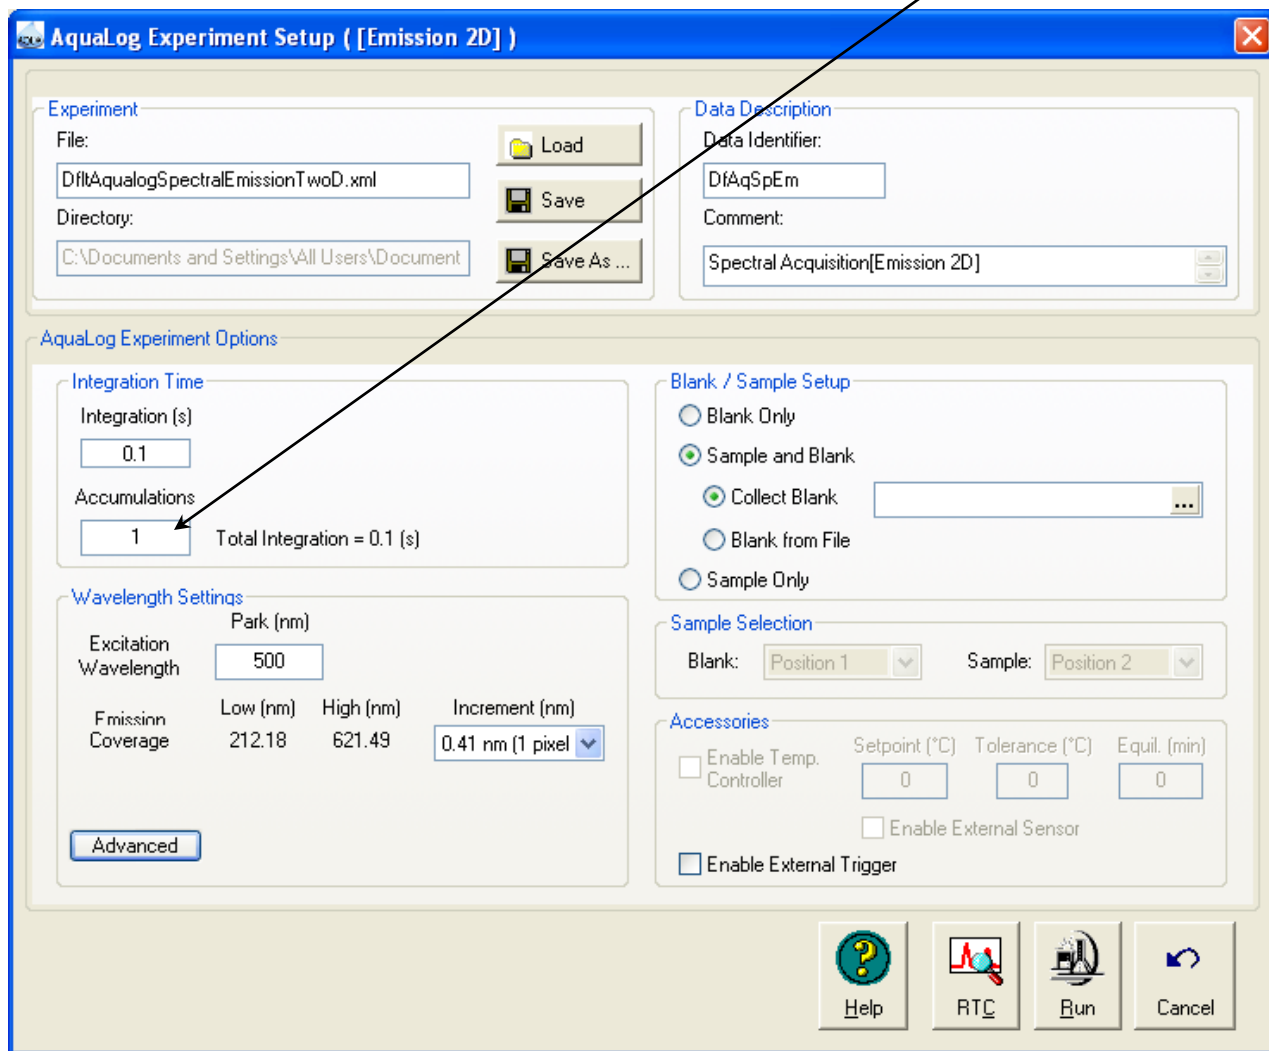 AquaLog Experiment Setup ( [Emission 2D] )
Experiment
File:
DfltAqualogSpectralEmissionTwoD.xml
Directory:
C:\Documents and Settings\All Users\Document
Load
Save
Save As ...
Data Description
Data Identifier:
DfAqSpEm
Comment:
Spectral Acquisition[Emission 2D]
AquaLog Experiment Options
Integration Time
Integration (s)
0.1
Accumulations
1 Total Integration = 0.1 (s)
Wavelength Settings
Park (nm)
Excitation
Wavelength
500
Low (nm) High (nm) Increment (nm)
Emission
Coverage
212.18 621.49 0.41 nm (1 pixel
Advanced
Blank / Sample Setup
Blank Only
Sample and Blank
Collect Blank ...
Blank from File
Sample Only
Sample Selection
Blank: Position 1 Sample: Position 2
Accessories
Enable Temp.
Controller
Setpoint (°C) Tolerance (°C) Equil. (min)
0 0 0
Enable External Sensor
Enable External Trigger
Help RTC Run Cancel